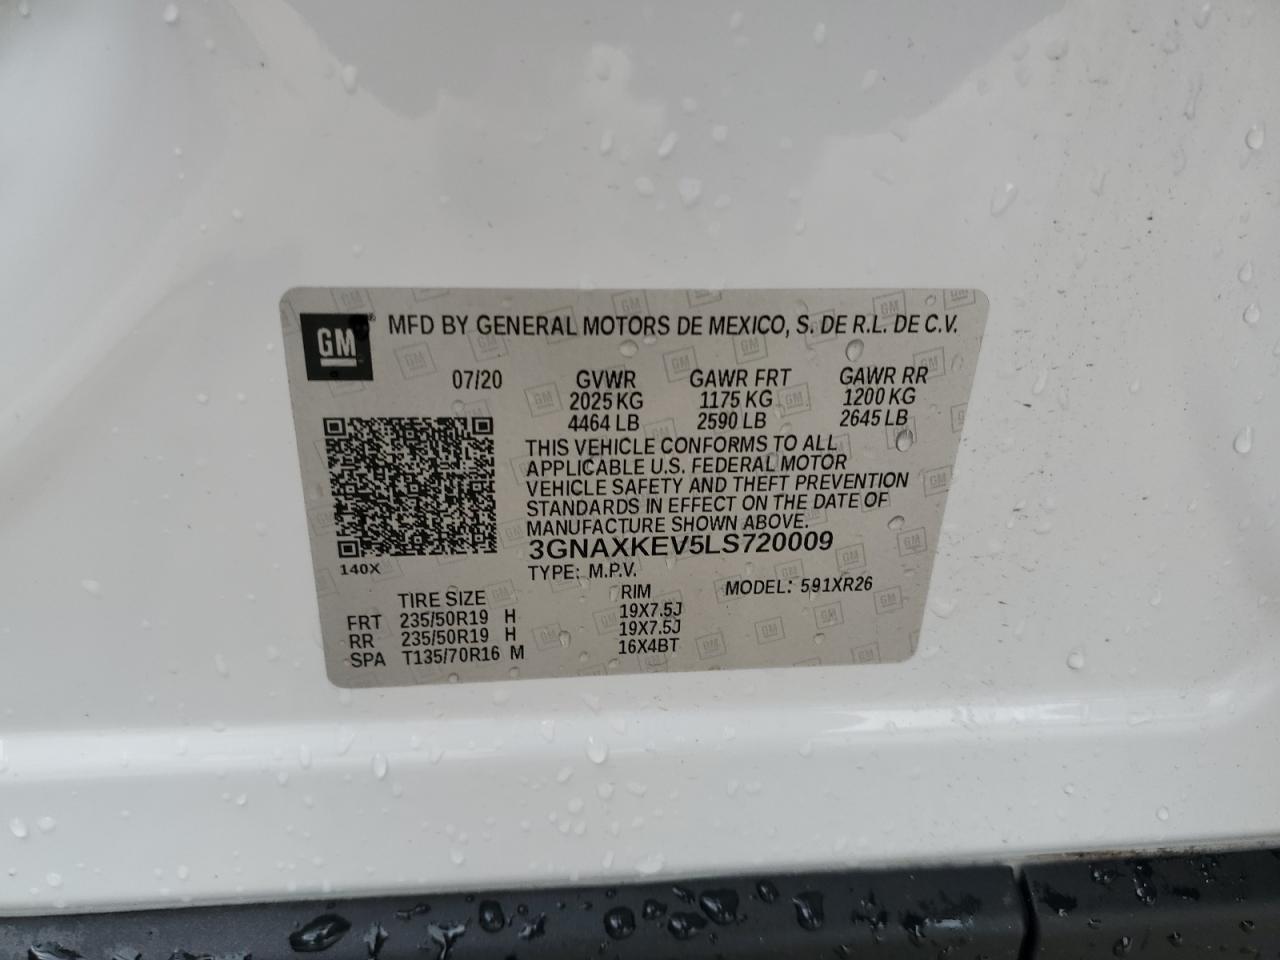 GM ® MFD BY GENERAL MOTORS DE MEXICO, S. DE R.L. DE C.V.
07/20 GVWR GAWR FRT GAWR RR
2025 KG 1175 KG 1200 KG
4464 LB 2590 LB 2645 LB
THIS VEHICLE CONFORMS TO ALL
APPLICABLE U.S. FEDERAL MOTOR
VEHICLE SAFETY AND THEFT PREVENTION
STANDARDS IN EFFECT ON THE DATE OF
MANUFACTURE SHOWN ABOVE.
3GNAXKEV5LS720009
140X TYPE: M.P.V.
TIRE SIZE RIM MODEL: 591XR26
FRT 235/50R19 H 19X7.5J
RR 235/50R19 H 19X7.5J
SPA T135/70R16 M 16X4BT